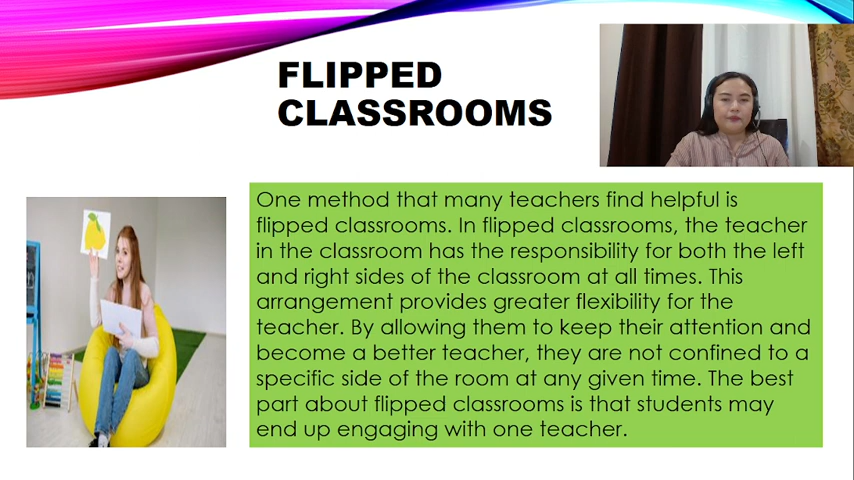 FLIPPED
CLASSROOMS
One method that many teachers find helpful is
flipped classrooms. In flipped classrooms, the teacher
in the classroom has the responsibility for both the left
and right sides of the classroom at all times. This
arrangement provides greater flexibility for the
teacher. By allowing them to keep their attention and
become a better teacher, they are not confined to a
specific side of the room at any given time. The best
part about flipped classrooms is that students may
end up engaging with one teacher.